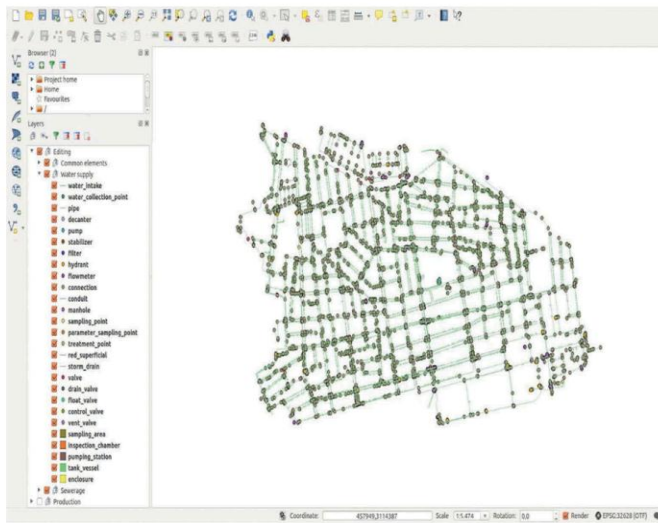 Browser (2)
Project home
Home
Favourites
/
Layers
Editing
Common elements
Water supply
water_intake
water_collection_point
pipe
decanter
pump
stabilizer
filter
hydrant
flowmeter
connection
conduit
manhole
sampling_point
parameter_sampling_point
treatment_point
red_superficial
storm_drain
valve
drain_valve
float_valve
control_valve
vent_valve
sampling_area
inspection_chamber
pumping_station
tank_vessel
enclosure
Sewerage
Production
Coordinate: 457949,3114387 Scale 1:1.474 Rotation: 0,0 Render EPSG:32628 (OTF)